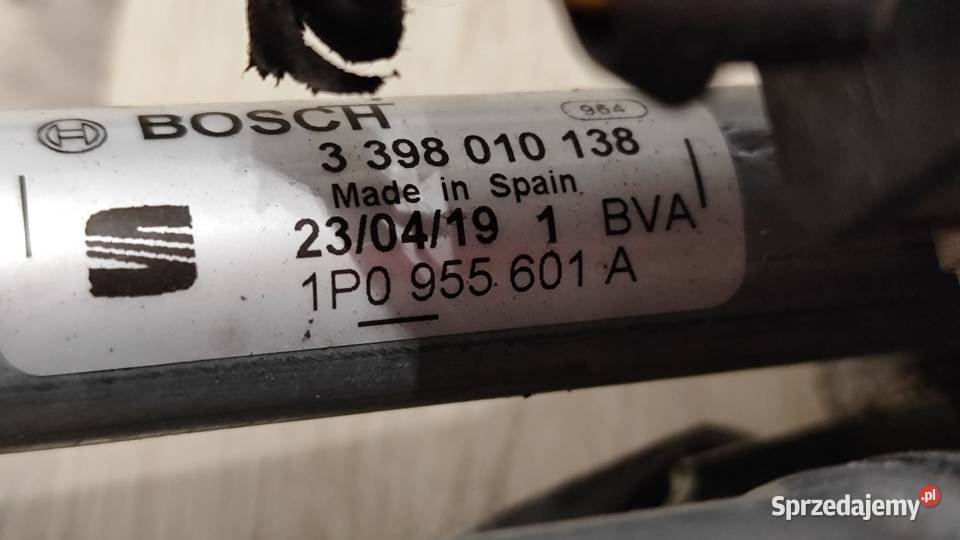 BOSCH 964
3 398 010 138
Made in Spain
23/04/19 1 BVA
1P0 955 601 A
Sprzedajemy.pl